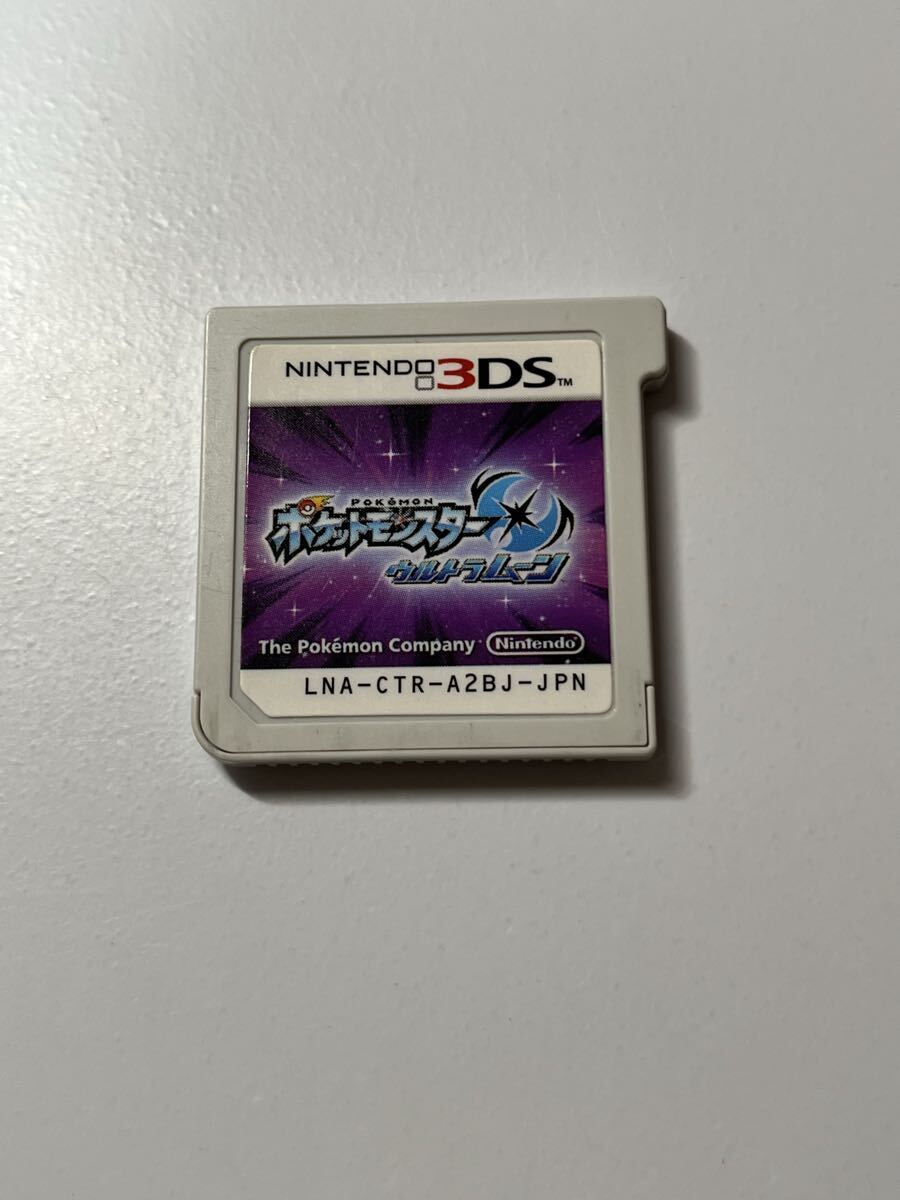 NINTENDO 3DS™
POKéMON
ポケットモンスター
ウルトラムーン
The Pokémon Company Nintendo
LNA-CTR-A2BJ-JPN